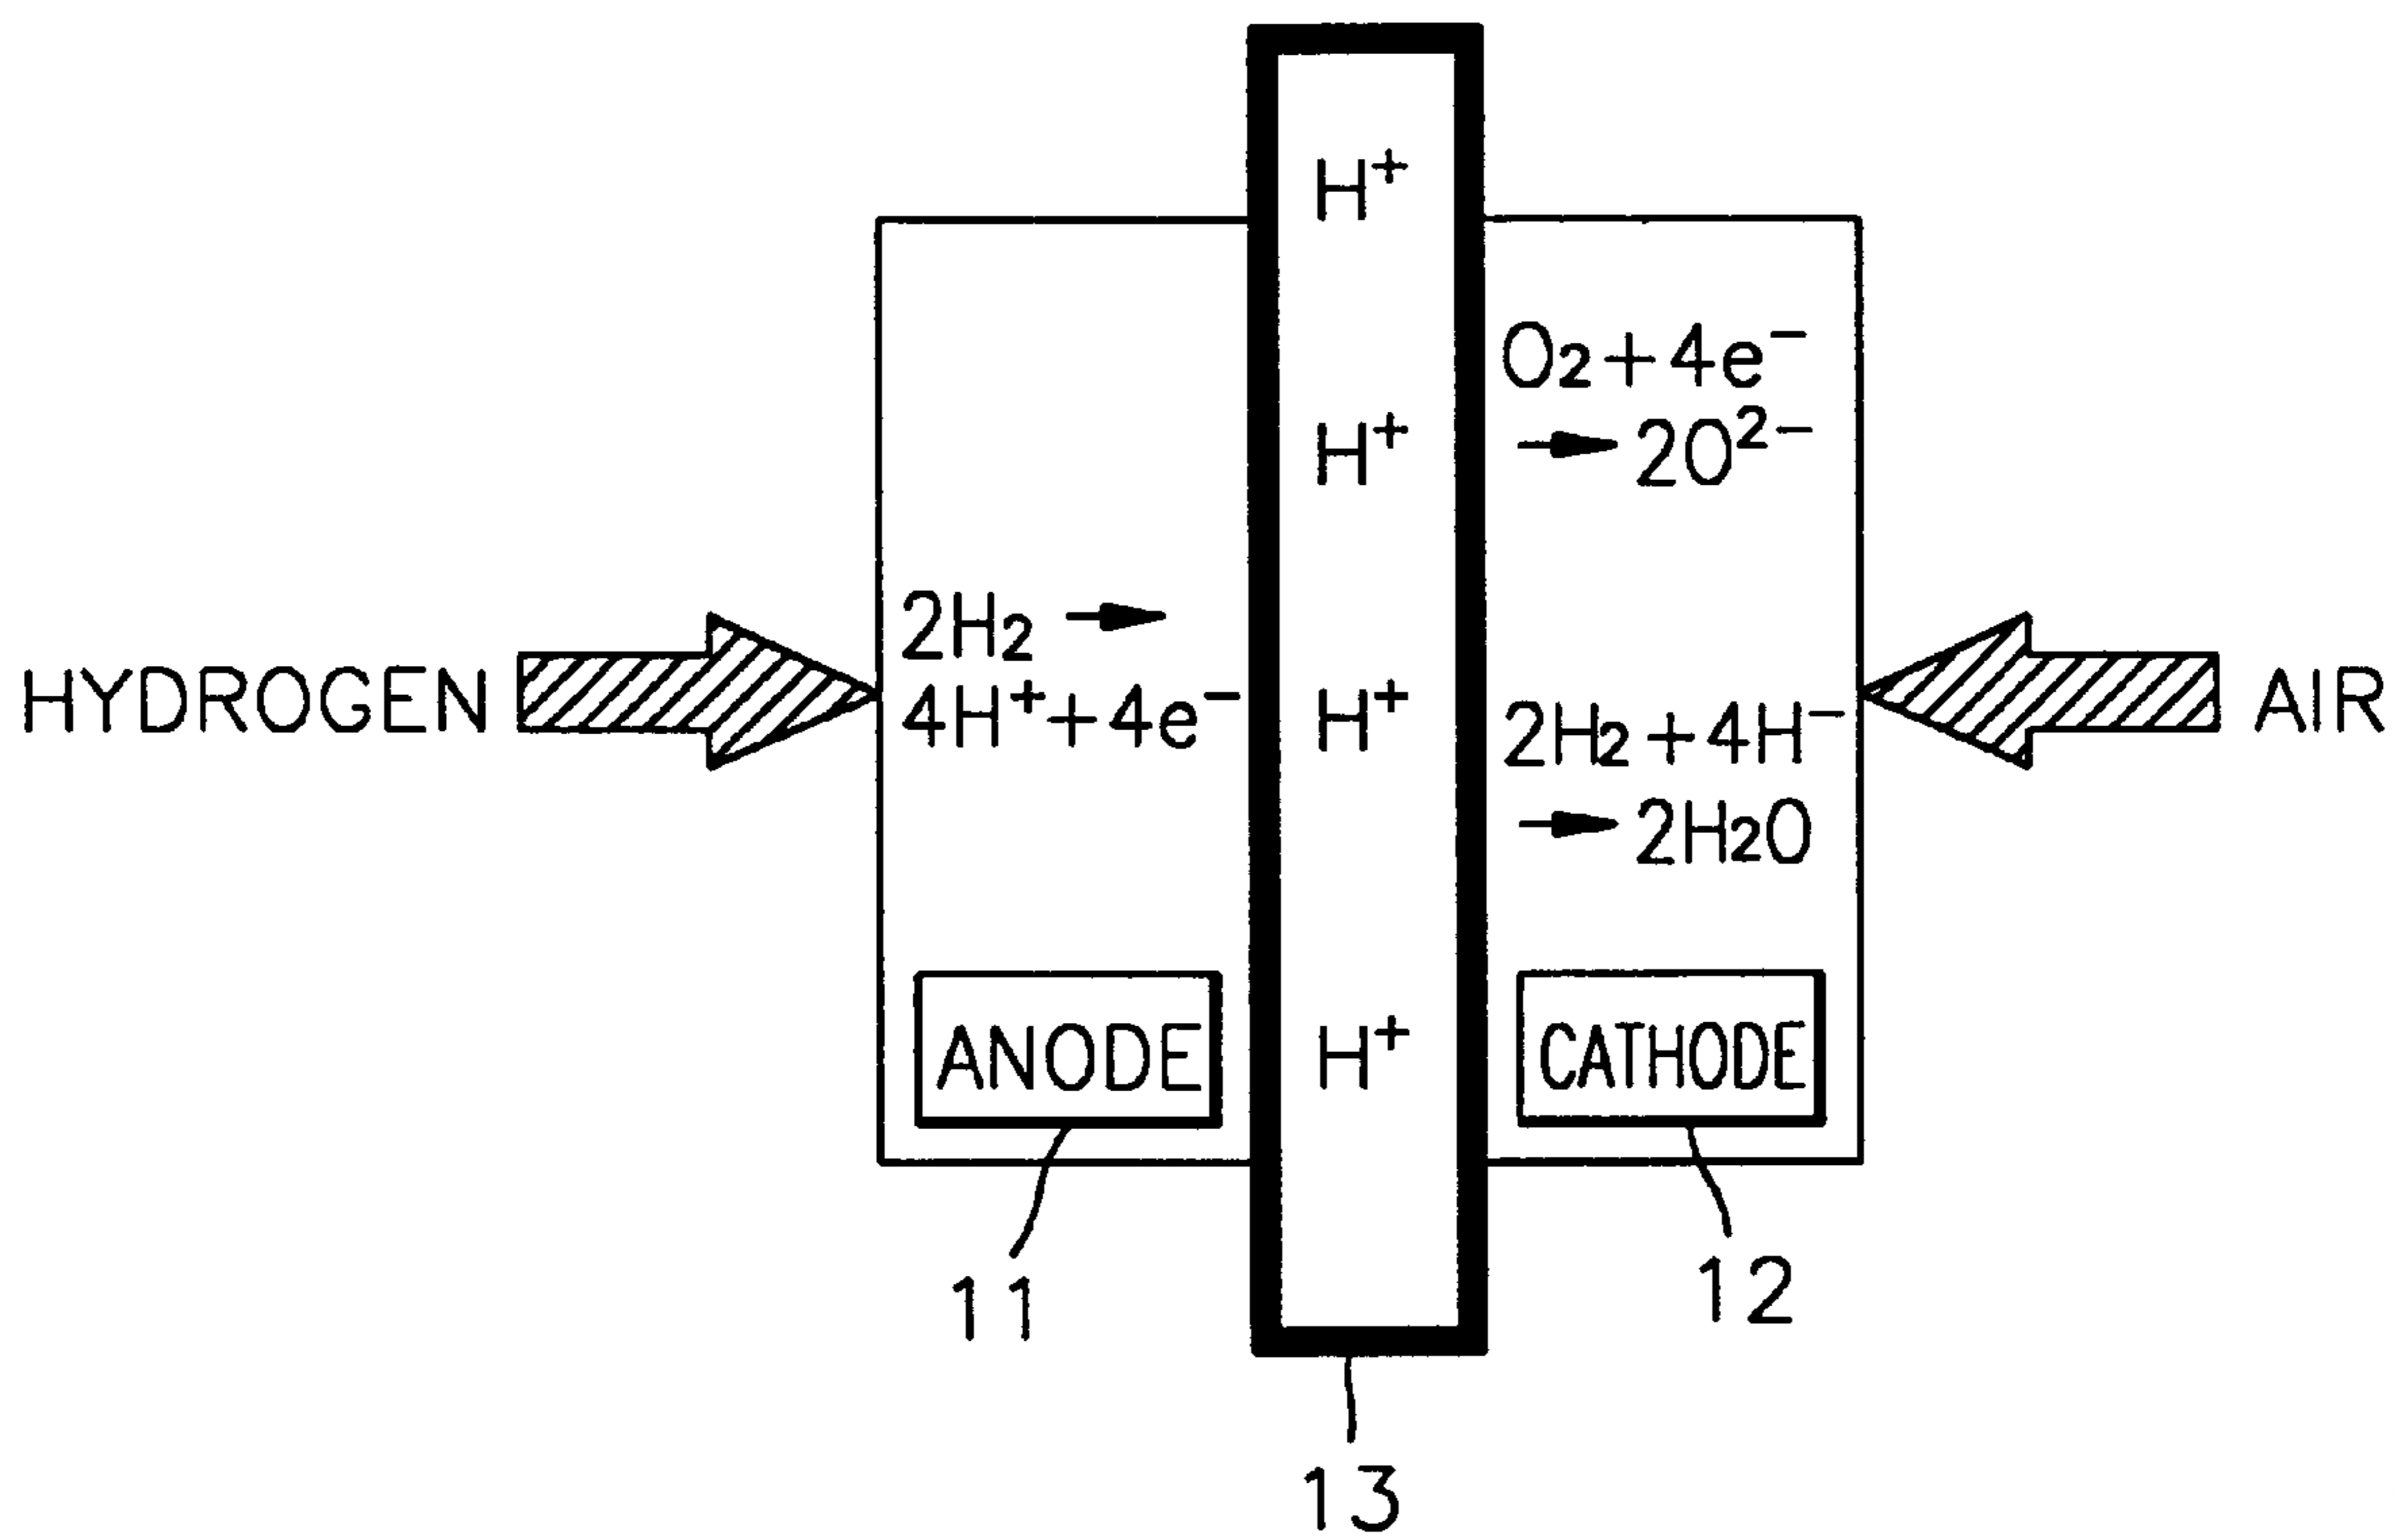 H⁺
O₂+4e⁻
→ 2O²⁻
H⁺
2H₂ →
4H⁺+4e⁻
H⁺
HYDROGEN
AIR
2H₂+4H⁻
→ 2H₂O
ANODE
H⁺
CATHODE
11
12
13